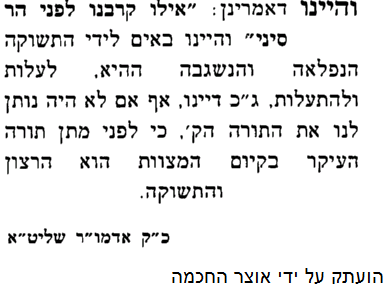 והיינו דאמרינן: "אילו קרבנו לפני הר
סיני" והיינו באים לידי התשוקה
הנפלאה והנשגבה ההיא, לעלות
ולהתעלות, ג"כ דיינו, אף אם לא היה נותן
לנו את התורה הק', כי לפני מתן תורה
העיקר בקיום המצוות הוא הרצון
והתשוקה.
כ"ק אדמו"ר שליט"א
הועתק על ידי אוצר החכמה